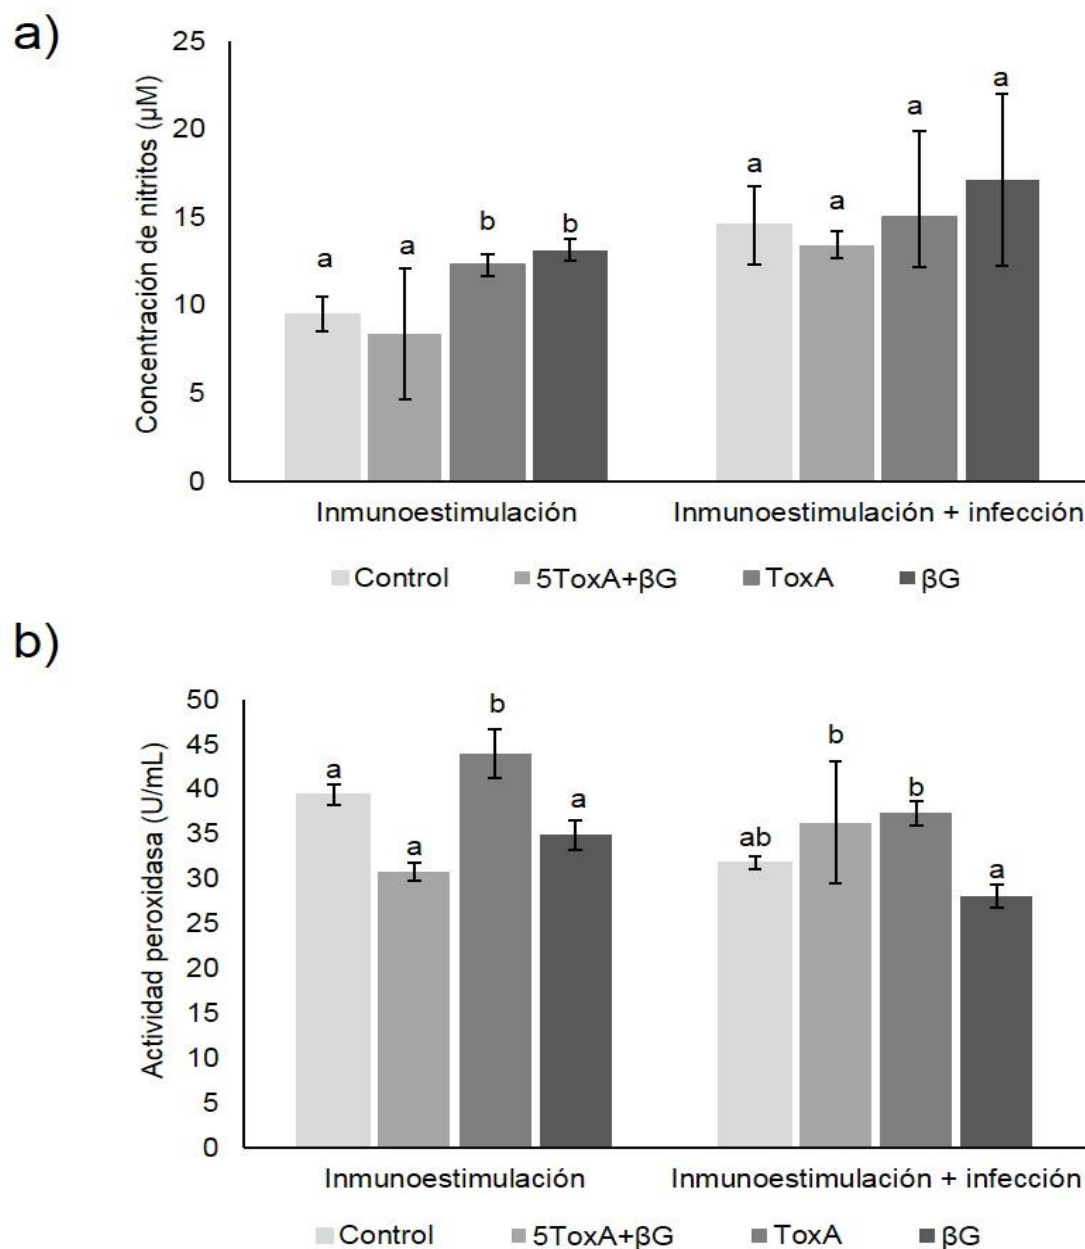 a)
Concentración de nitritos (µM)
25
20
15
10
5
0
a
a
b
b
a
a
a
a
Inmunoestimulación
Inmunoestimulación + infección
Control 5ToxA+βG ToxA βG
b)
Actividad peroxidasa (U/mL)
50
45
40
35
30
25
20
15
10
5
0
a
a
b
a
ab
b
b
a
Inmunoestimulación
Inmunoestimulación + infección
Control 5ToxA+βG ToxA βG